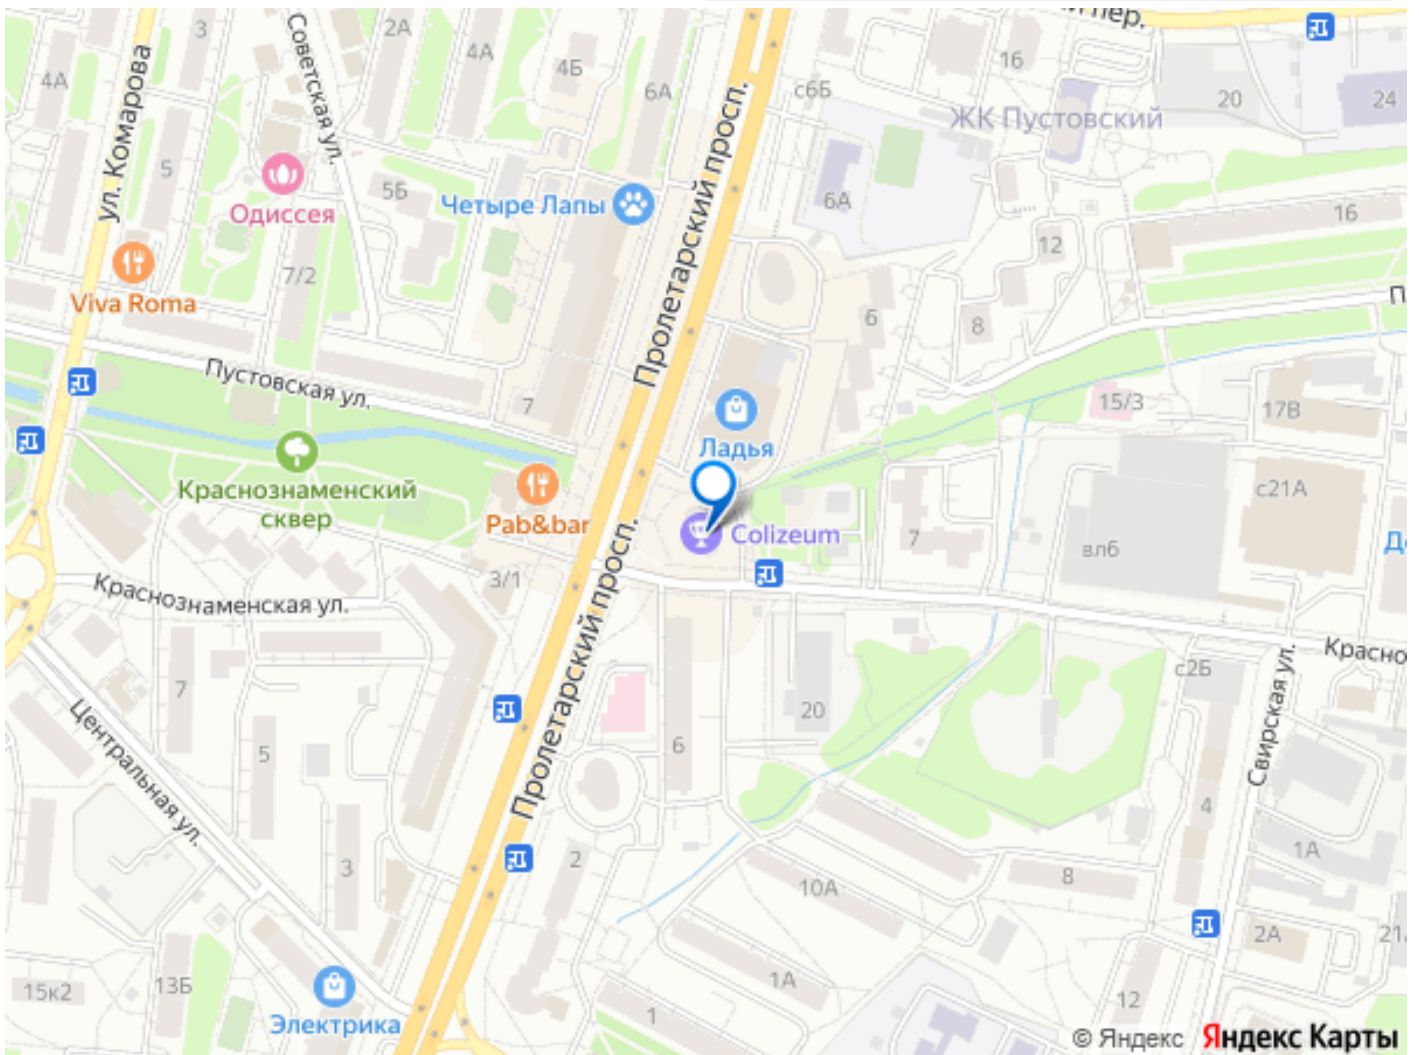 3
2А
4А
4А
4Б
6А
с6Б
16
20
24
ул. Комарова
Советская ул.
Пролетарский просп.
ЖК Пустовский
5
5Б
Четыре Лапы
6А
16
Одиссея
12
7/2
Viva Roma
6
8
Пустовская ул.
7
Ладья
15/3
17В
Краснознаменский
сквер
Pab&bar
с21А
Colizeum
7
вл6
3/1
Краснознаменская ул.
Пролетарский просп.
Красно
с2Б
Свирская ул.
7
20
6
5
Центральная ул.
4
1А
3
2
10А
8
2А
21
15к2
13Б
1А
12
1
Электрика
© Яндекс Яндекс Карты